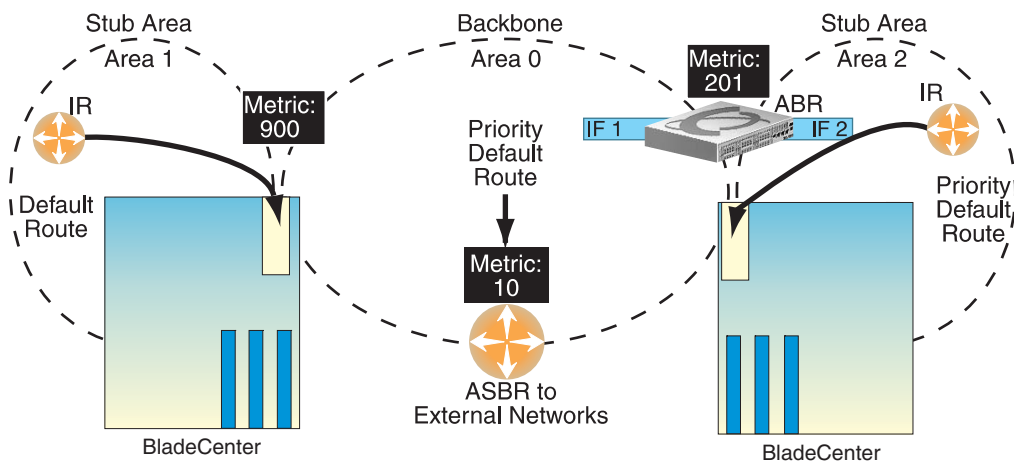 Stub Area
Area 1
IR
Metric:
900
Default
Route
BladeCenter
Backbone
Area 0
Priority
Default
Route
Metric:
10
ASBR to
External Networks
Metric:
201
IF 1
IF 2
ABR
Stub Area
Area 2
IR
Priority
Default
Route
BladeCenter